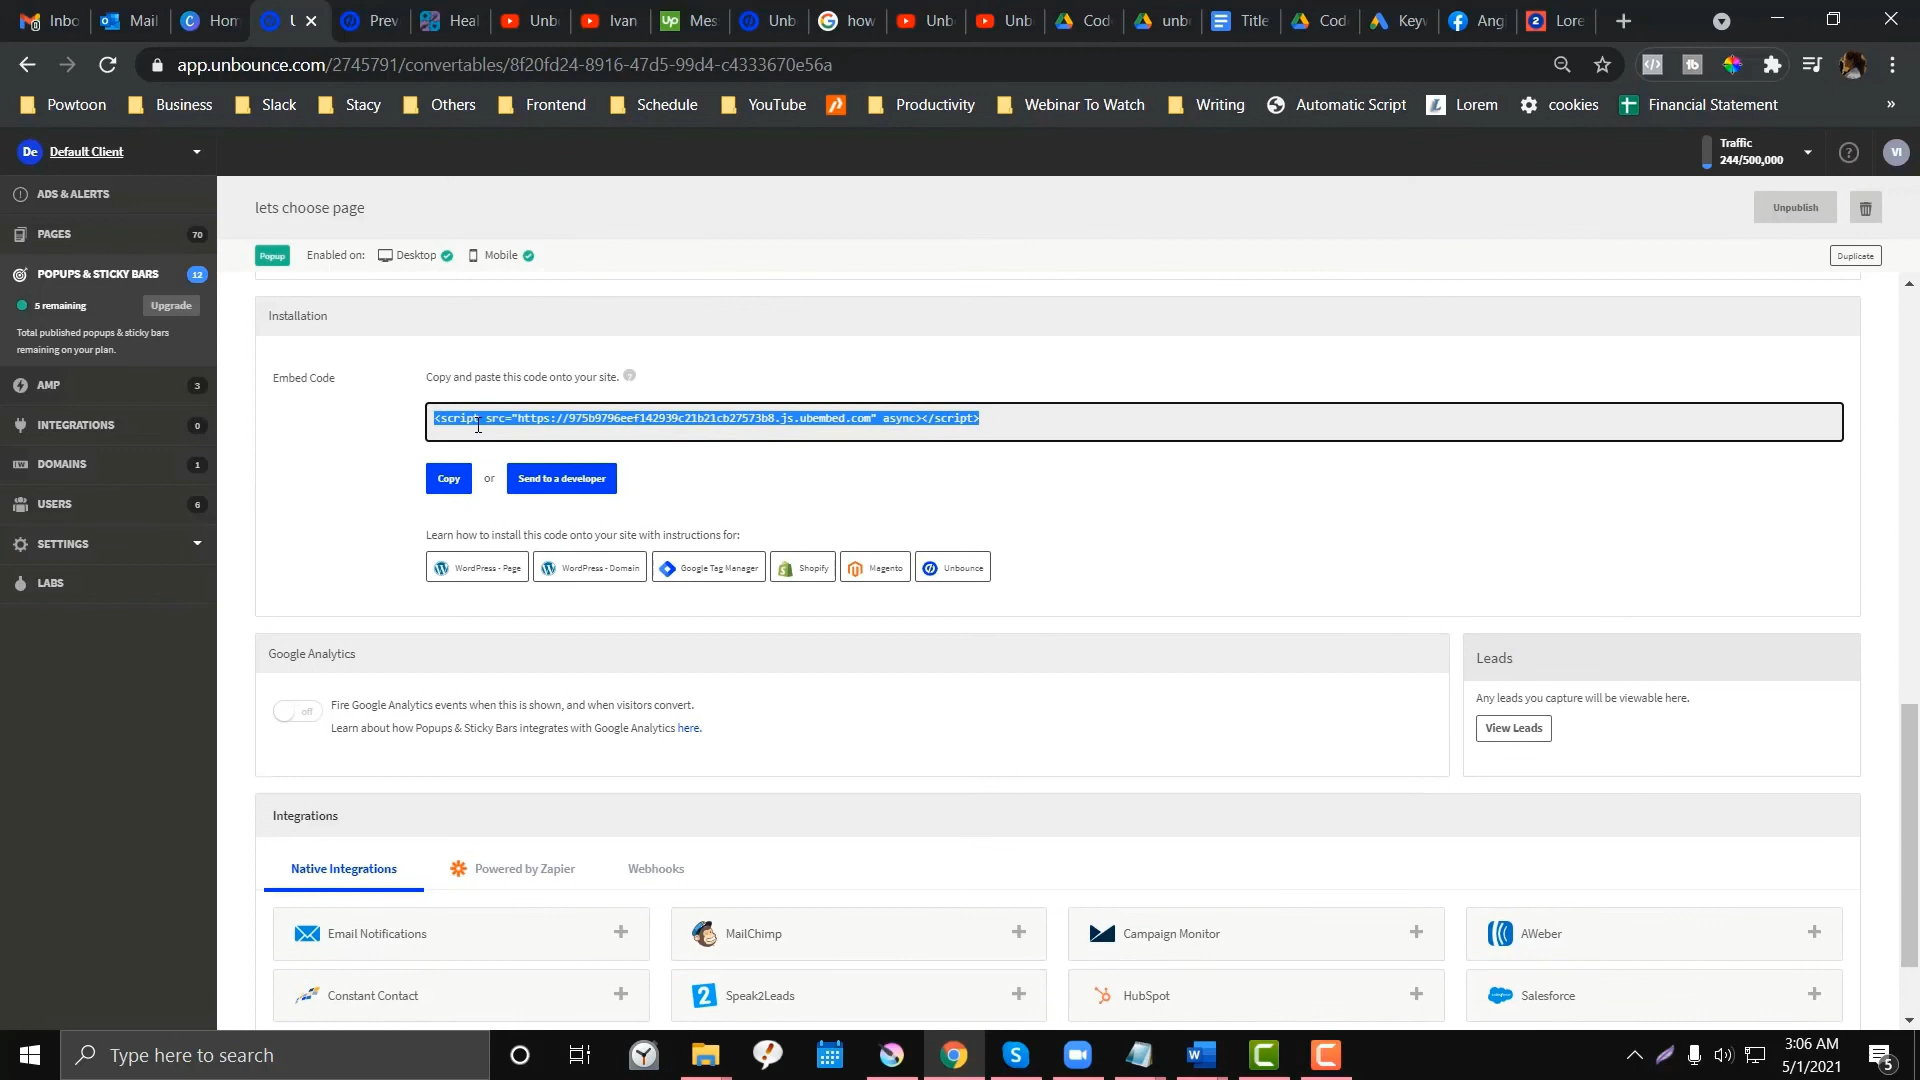 Inbo
Mail
Hom
U
Prev
Heal
Unbo
Ivan
Mes
Unb
how
Unb
Unb
Cod
unb
Title
Cod
Key
Ang
Lore
app.unbounce.com/2745791/convertables/8f20fd24-8916-47d5-99d4-c4333670e56a
Powtoon
Business
Slack
Stacy
Others
Frontend
Schedule
YouTube
Productivity
Webinar To Watch
Writing
Automatic Script
Lorem
cookies
Financial Statement
»
De Default Client
Traffic
244/500,000
VI
ADS & ALERTS
PAGES 70
POPUPS & STICKY BARS 12
5 remaining Upgrade
Total published popups & sticky bars
remaining on your plan.
AMP 3
INTEGRATIONS 0
DOMAINS 1
USERS 6
SETTINGS
LABS
lets choose page
Unpublish
Popup Enabled on: Desktop Mobile
Duplicate
Installation
Embed Code
Copy and paste this code onto your site.
<script src="https://975b9796eef142939c21b21cb27573b8.js.ubembed.com" async></script>
Copy or Send to a developer
Learn how to install this code onto your site with instructions for:
WordPress - Page
WordPress - Domain
Google Tag Manager
Shopify
Magento
Unbounce
Google Analytics
off
Fire Google Analytics events when this is shown, and when visitors convert.
Learn about how Popups & Sticky Bars integrates with Google Analytics here.
Leads
Any leads you capture will be viewable here.
View Leads
Integrations
Native Integrations
Powered by Zapier
Webhooks
Email Notifications +
MailChimp +
Campaign Monitor +
AWeber +
Constant Contact +
2 Speak2Leads +
HubSpot +
Salesforce +
Type here to search
3:06 AM
5/1/2021
5